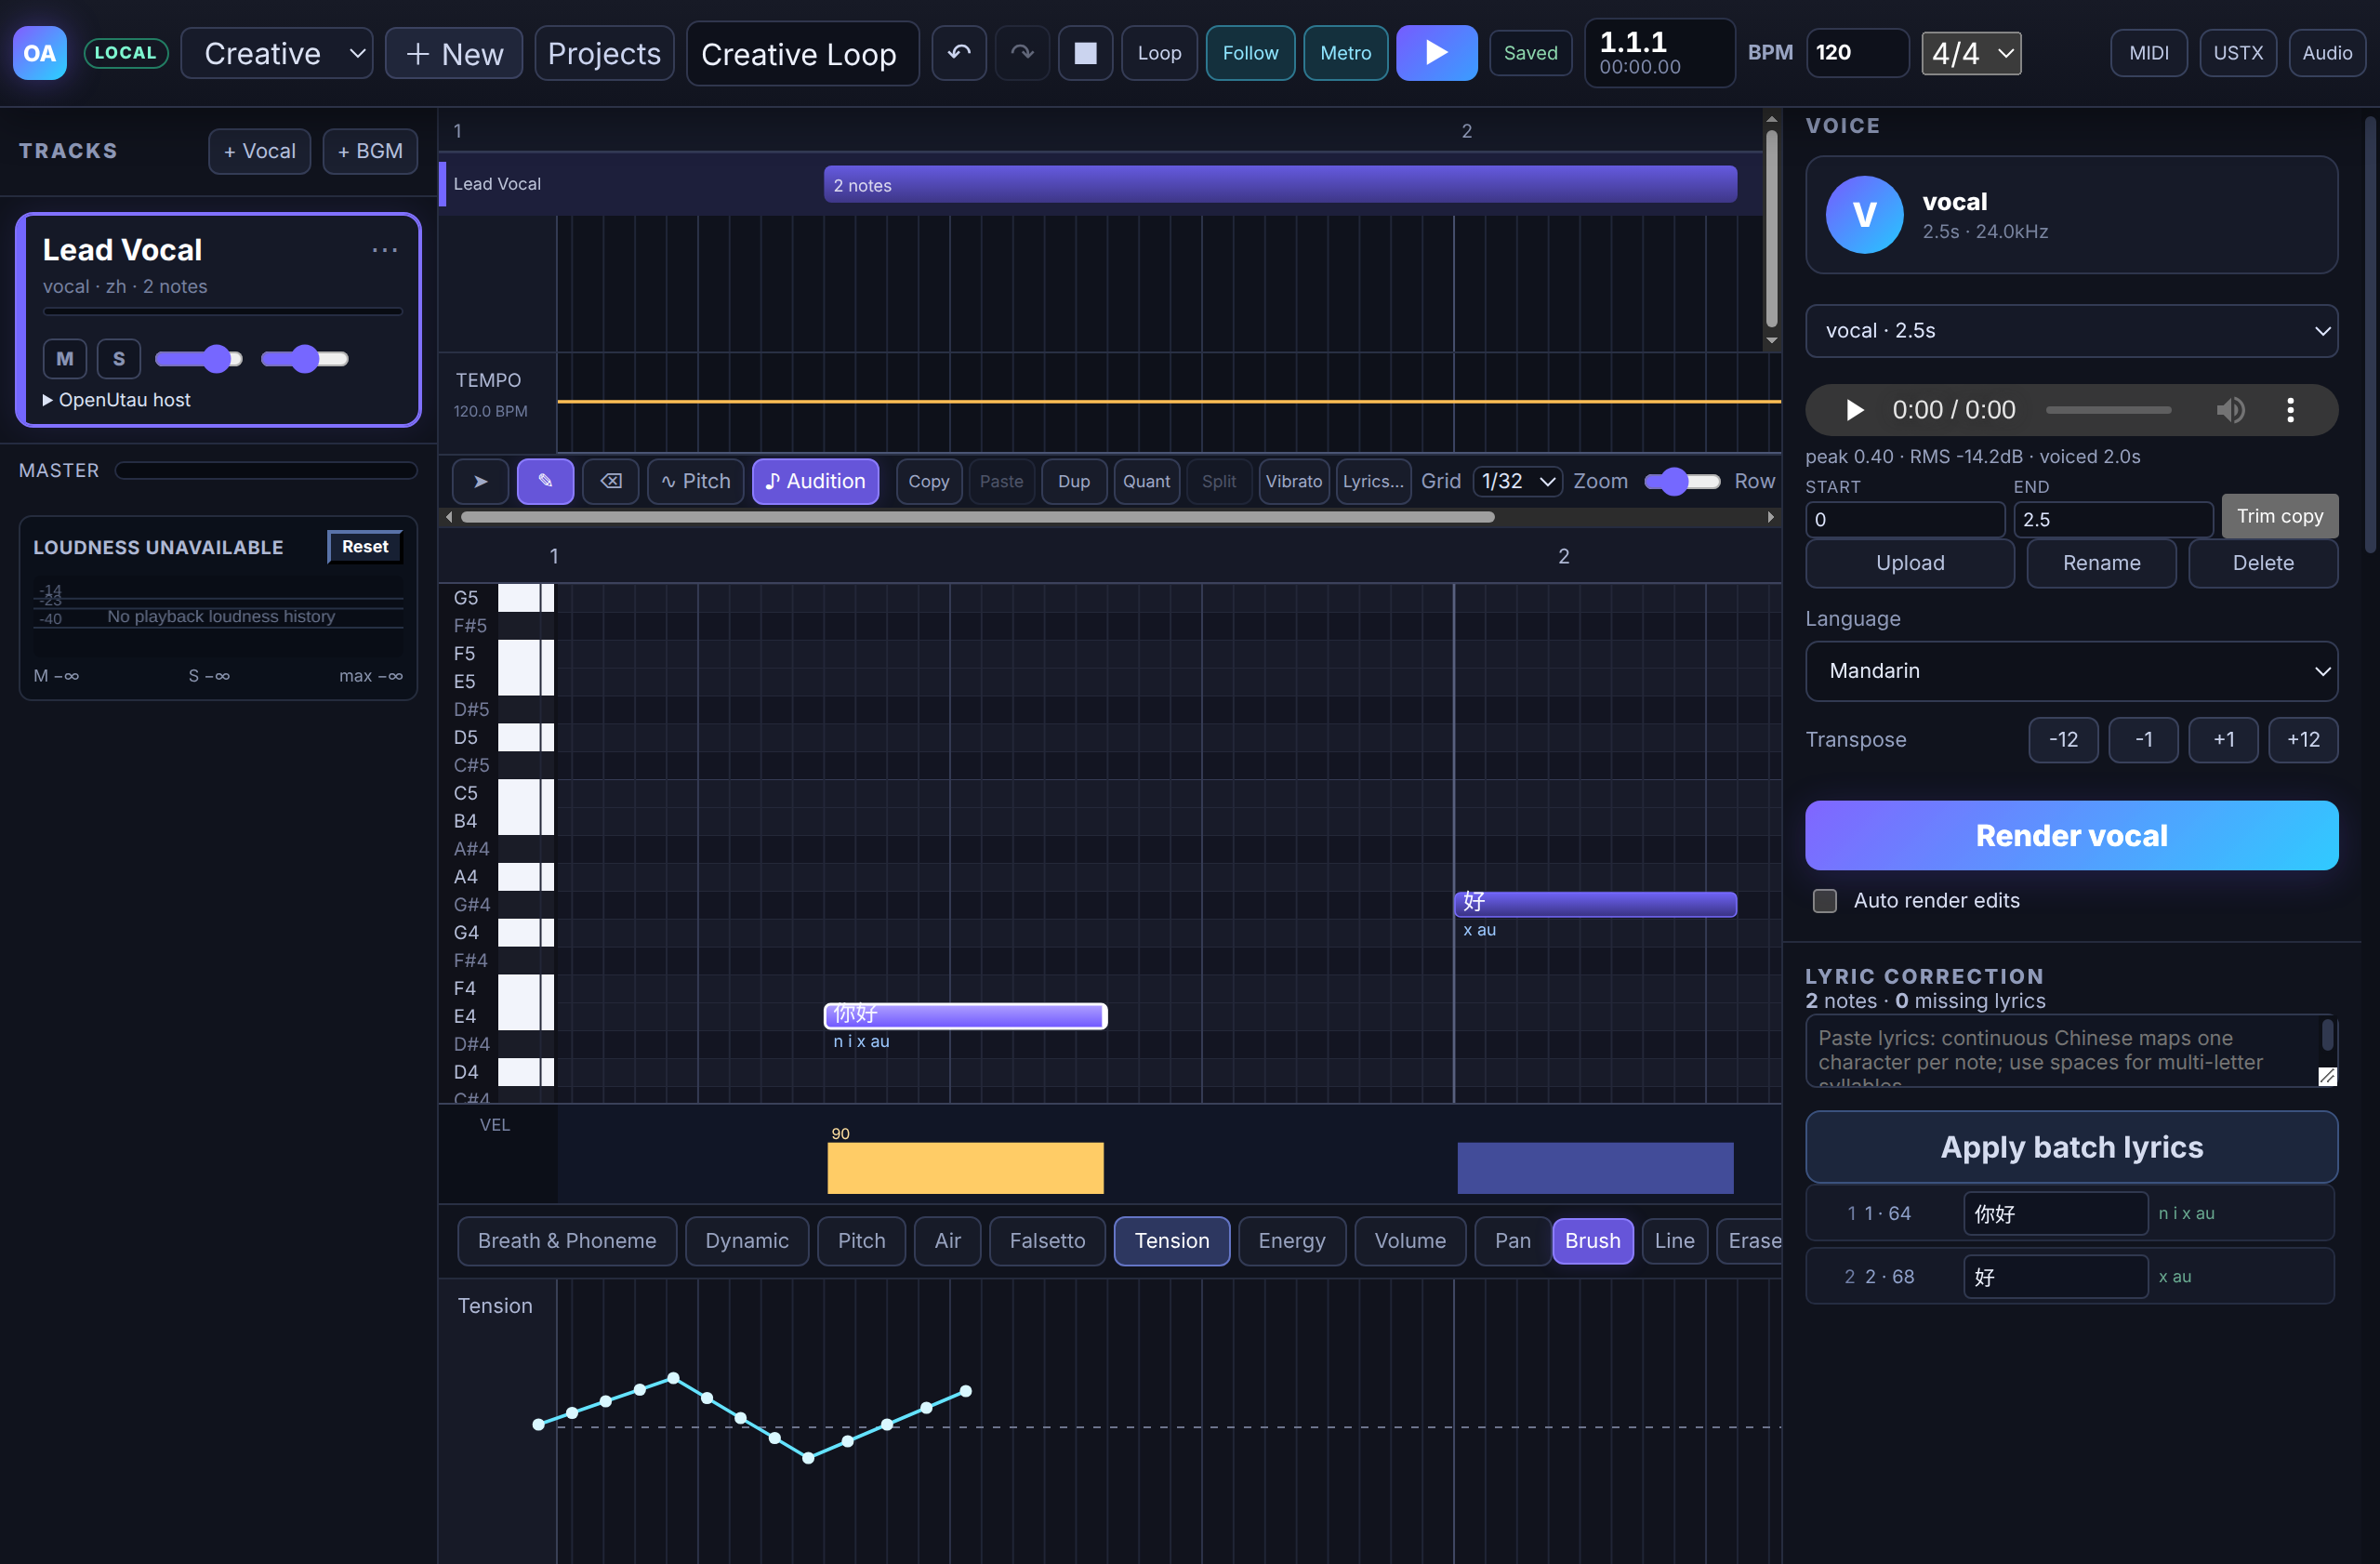 OA LOCAL Creative + New Projects Creative Loop Loop Follow Metro Saved 1.1.1 BPM 120 4/4 MIDI USTX Audio
00:00.00
TRACKS + Vocal + BGM
Lead Vocal ...
vocal · zh · 2 notes
M S
OpenUtau host
MASTER
LOUDNESS UNAVAILABLE Reset
-14
-23
-40 No playback loudness history
M -∞ S -∞ max -∞
1 2
Lead Vocal 2 notes
TEMPO
120.0 BPM
Pitch Audition Copy Paste Dup Quant Split Vibrato Lyrics... Grid 1/32 Zoom Row
1 2
G5
F#5
F5
E5
D#5
D5
C#5
C5
B4
A#4
A4
G#4 好
G4 x au
F#4
F4
E4 你好
D#4 n i x au
D4
C#4
VEL
90
Breath & Phoneme Dynamic Pitch Air Falsetto Tension Energy Volume Pan Brush Line Erase
Tension
VOICE
V vocal
2.5s · 24.0kHz
vocal · 2.5s
0:00 / 0:00
peak 0.40 · RMS -14.2dB · voiced 2.0s
START END
0 2.5 Trim copy
Upload Rename Delete
Language
Mandarin
Transpose -12 -1 +1 +12
Render vocal
Auto render edits
LYRIC CORRECTION
2 notes · 0 missing lyrics
Paste lyrics: continuous Chinese maps one
character per note; use spaces for multi-letter
syllables
Apply batch lyrics
1 1 · 64 你好 n i x au
2 2 · 68 好 x au